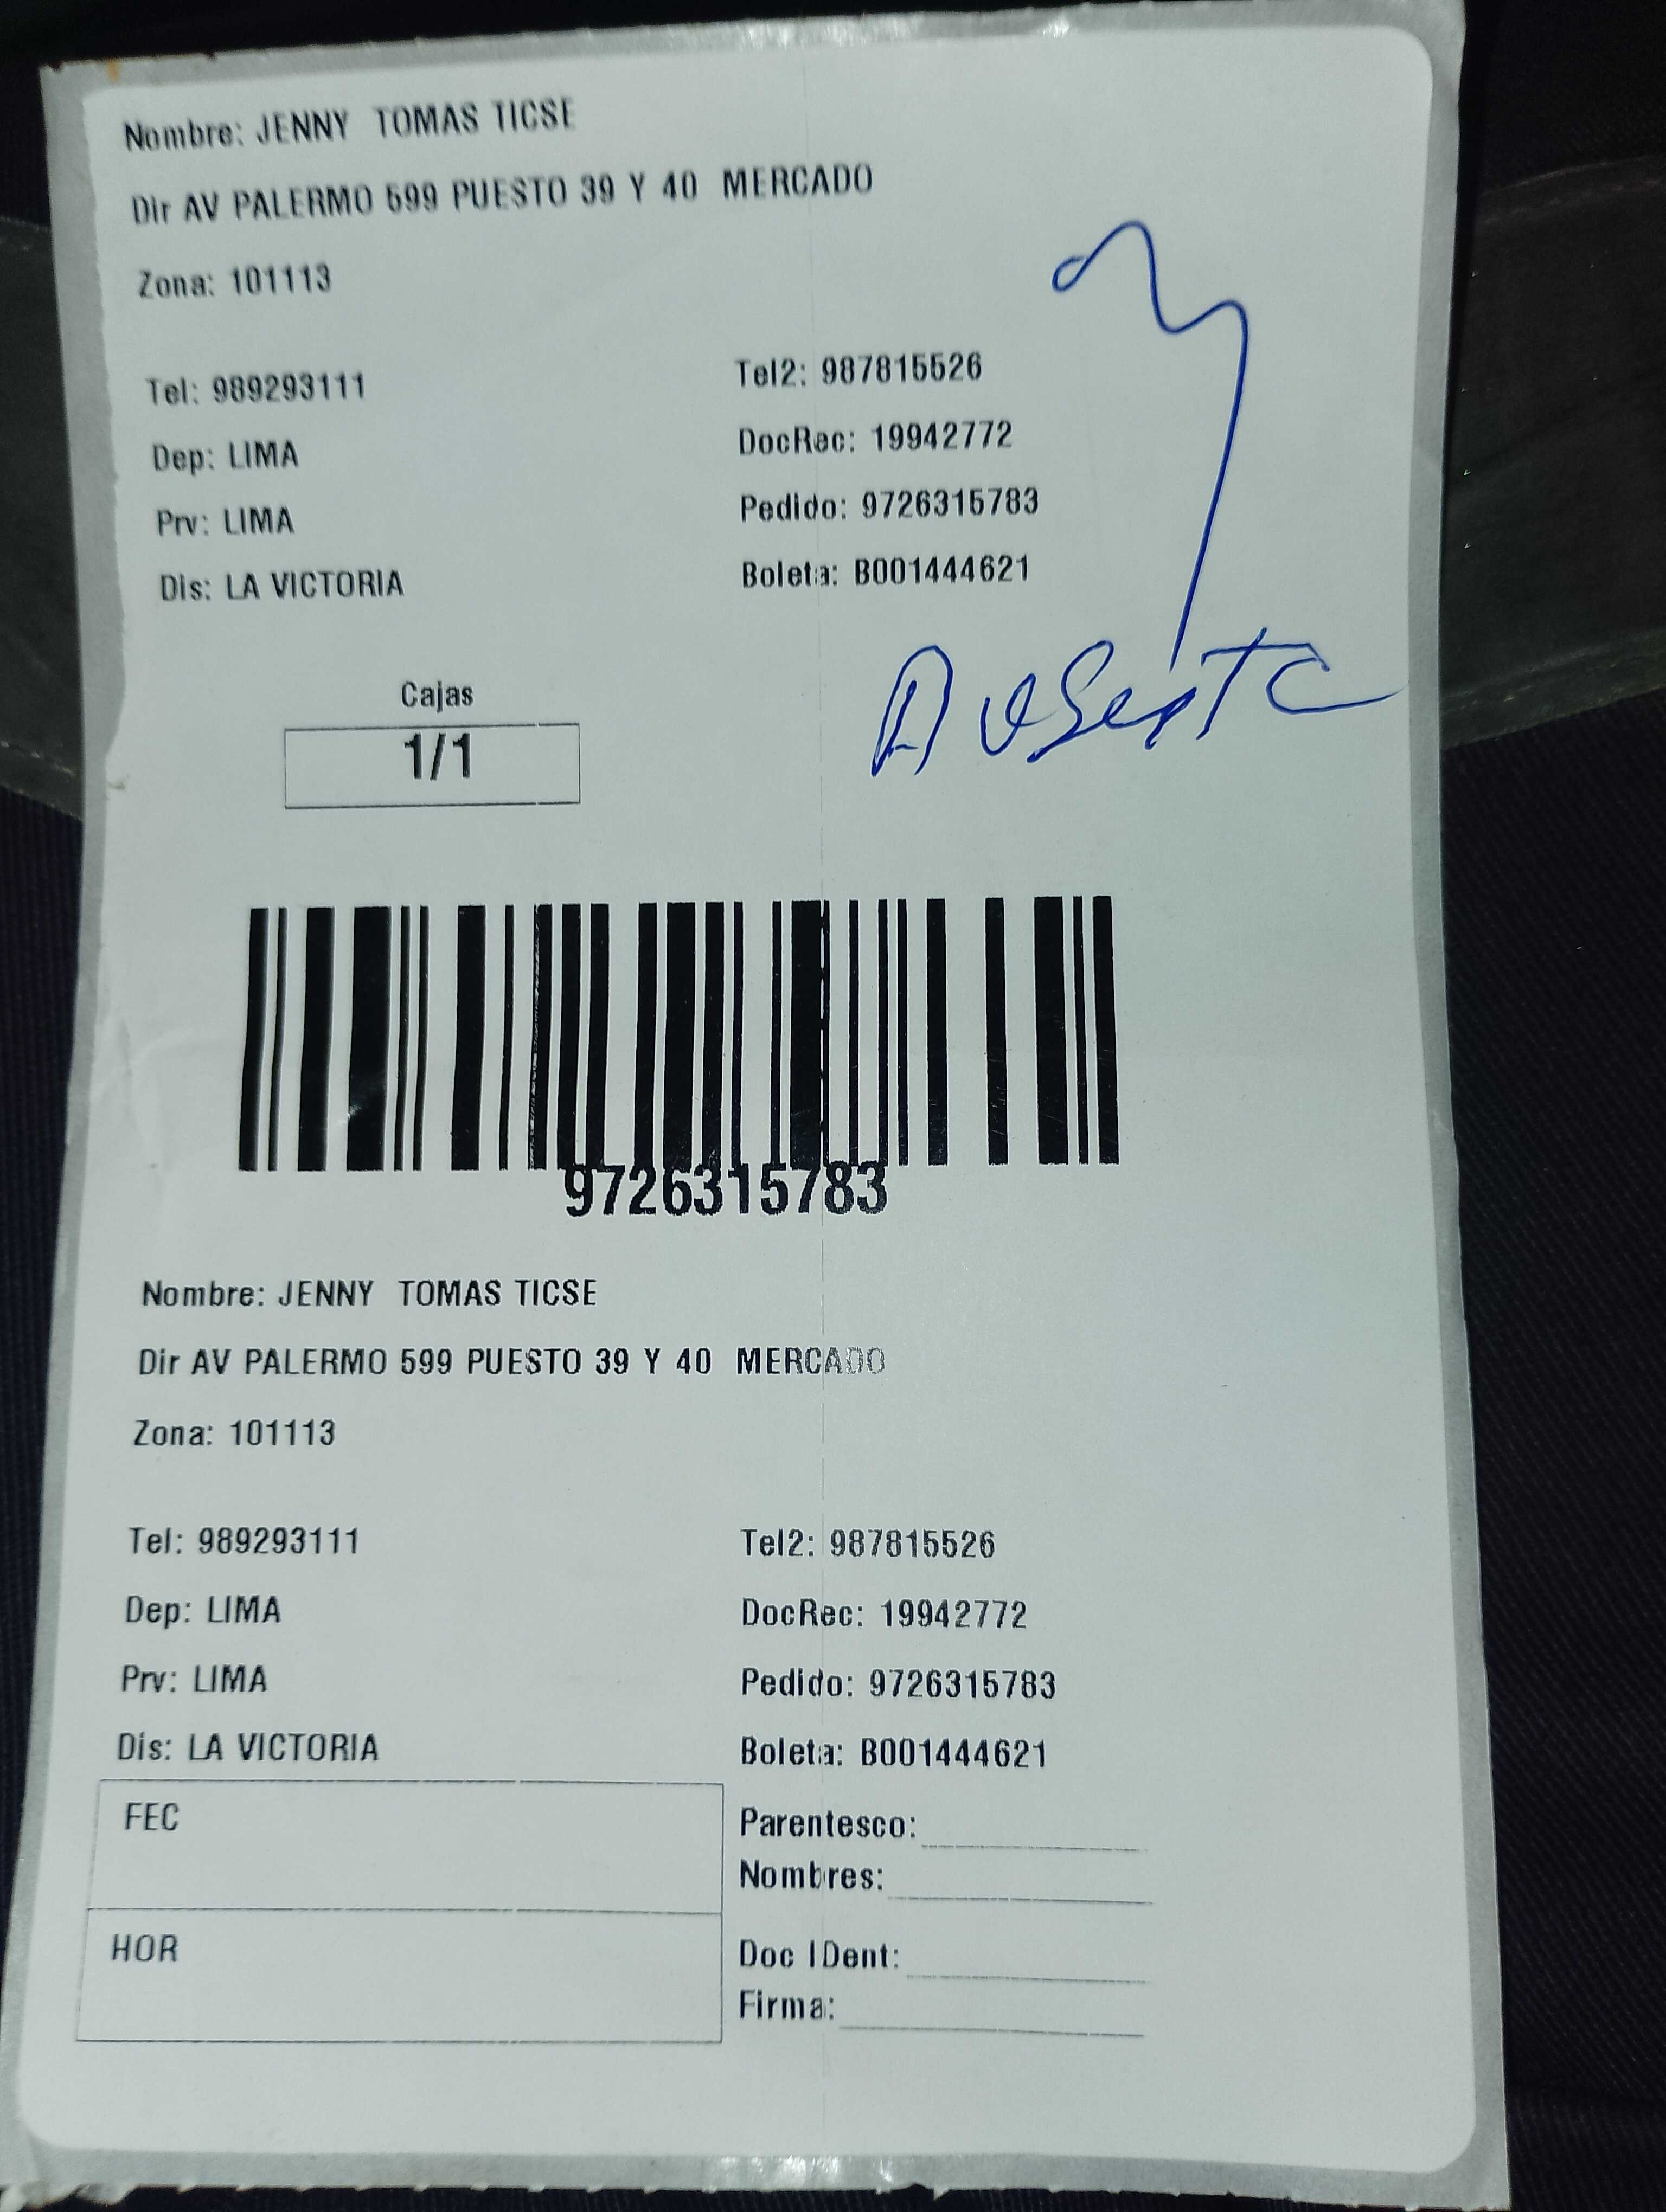 Nombre: JENNY TOMAS TICSE
Dir AV PALERMO 599 PUESTO 39 Y 40 MERCADO
Zona: 101113
Tel: 989293111
Tel2: 987815526
Dep: LIMA
DocRec: 19942772
Prv: LIMA
Pedido: 9726315783
Dis: LA VICTORIA
Boleta: B001444621
Ausente
Cajas
1/1
9726315783
Nombre: JENNY TOMAS TICSE
Dir AV PALERMO 599 PUESTO 39 Y 40 MERCADO
Zona: 101113
Tel: 989293111
Tel2: 987815526
Dep: LIMA
DocRec: 19942772
Prv: LIMA
Pedido: 9726315783
Dis: LA VICTORIA
Boleta: B001444621
FEC
Parentesco:
Nombres:
HOR
Doc IDent:
Firma: